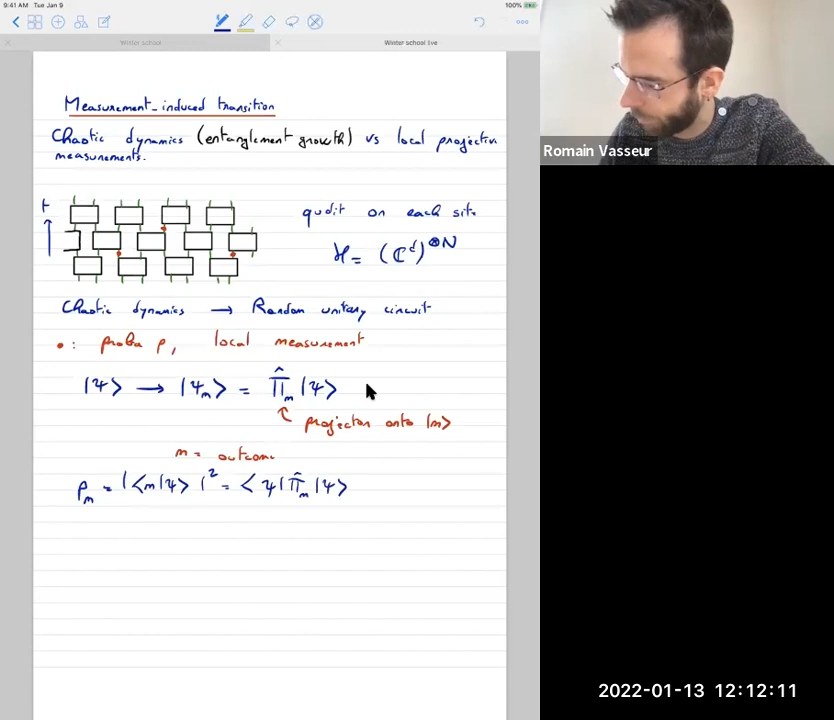 9:41 AM Tue Jan 9
100%
Winter school
Winter school live
Measurement-induced transition
Chaotic dynamics (entanglement growth) vs local projective
measurements.
t
qudit on each site
H = (ℂ^d)^⊗N
Chaotic dynamics → Random unitary circuit
• : proba p, local measurement
|Ψ> → |Ψ_m> = Π̂_m |Ψ>
projector onto |m>
m = outcome
p_m = |<m|Ψ>|^2 = <Ψ|Π̂_m|Ψ>
Romain Vasseur
2022-01-13 12:12:11